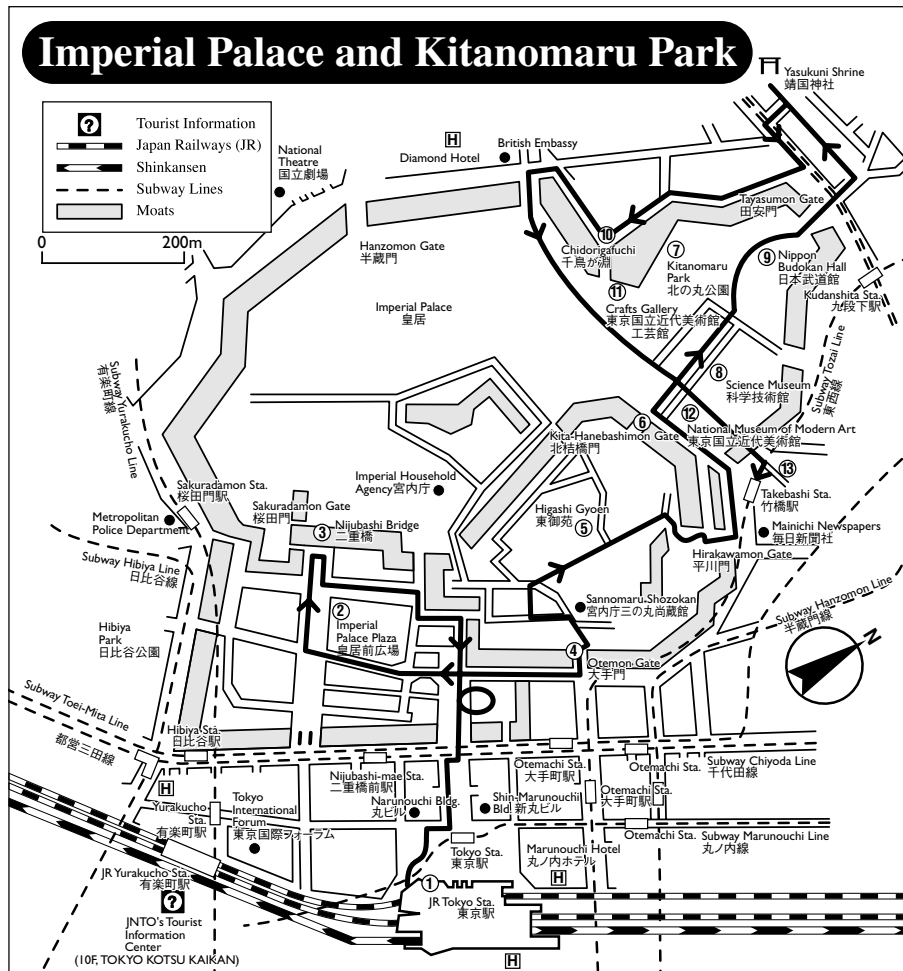 Imperial Palace and Kitanomaru Park
Tourist Information
Japan Railways (JR)
Shinkansen
Subway Lines
Moats
0
200m
Yasukuni Shrine
靖国神社
H
British Embassy
Diamond Hotel
National
Theatre
国立劇場
Hanzomon Gate
半蔵門
Tayasumon Gate
田安門
⑩
Chidorigafuchi
千鳥が淵
⑦
Kitanomaru
Park
北の丸公園
⑨
Nippon
Budokan Hall
日本武道館
Kudanshita Sta.
九段下駅
⑪
Crafts Gallery
東京国立近代美術館
工芸館
Imperial Palace
皇居
Subway Tozai Line
東西線
⑧
Science Museum
科学技術館
Subway Yurakucho Line
有楽町線
⑥
⑫
National Museum of Modern Art
東京国立近代美術館
Kita-Hanebashimon Gate
北桔橋門
⑬
Takebashi Sta.
竹橋駅
Imperial Household
Agency宮内庁
Sakuradamon Sta.
桜田門駅
Sakuradamon Gate
桜田門
Metropolitan
Police Department
③
Nijubashi Bridge
二重橋
Higashi Gyoen
東御苑
⑤
Mainichi Newspapers
毎日新聞社
Hirakawamon Gate
平川門
Subway Hibiya Line
日比谷線
Sannomaru Shozokan
宮内庁三の丸尚蔵館
Subway Hanzomon Line
半蔵門線
②
Imperial
Palace Plaza
皇居前広場
Hibiya
Park
日比谷公園
④
Otemon Gate
大手門
N
Subway Toei-Mita Line
都営三田線
Hibiya Sta.
日比谷駅
Nijubashi-mae Sta.
二重橋前駅
Otemachi Sta.
大手町駅
Otemachi Sta.
Subway Chiyoda Line
千代田線
Otemachi Sta.
大手町駅
H
Yurakucho
Sta.
有楽町駅
Tokyo
International
Forum
東京国際フォーラム
Narunouchi Bldg.
丸ビル
Shin-Marunouchi
Bld. 新丸ビル
Otemachi Sta.
Subway Marunouchi Line
丸ノ内線
Tokyo Sta.
東京駅
Marunouchi Hotel
丸ノ内ホテル
H
JR Yurakucho Sta.
有楽町駅
①
JR Tokyo Sta.
東京駅
JNTO's Tourist
Information
Center
(10F, TOKYO KOTSU KAIKAN)
H